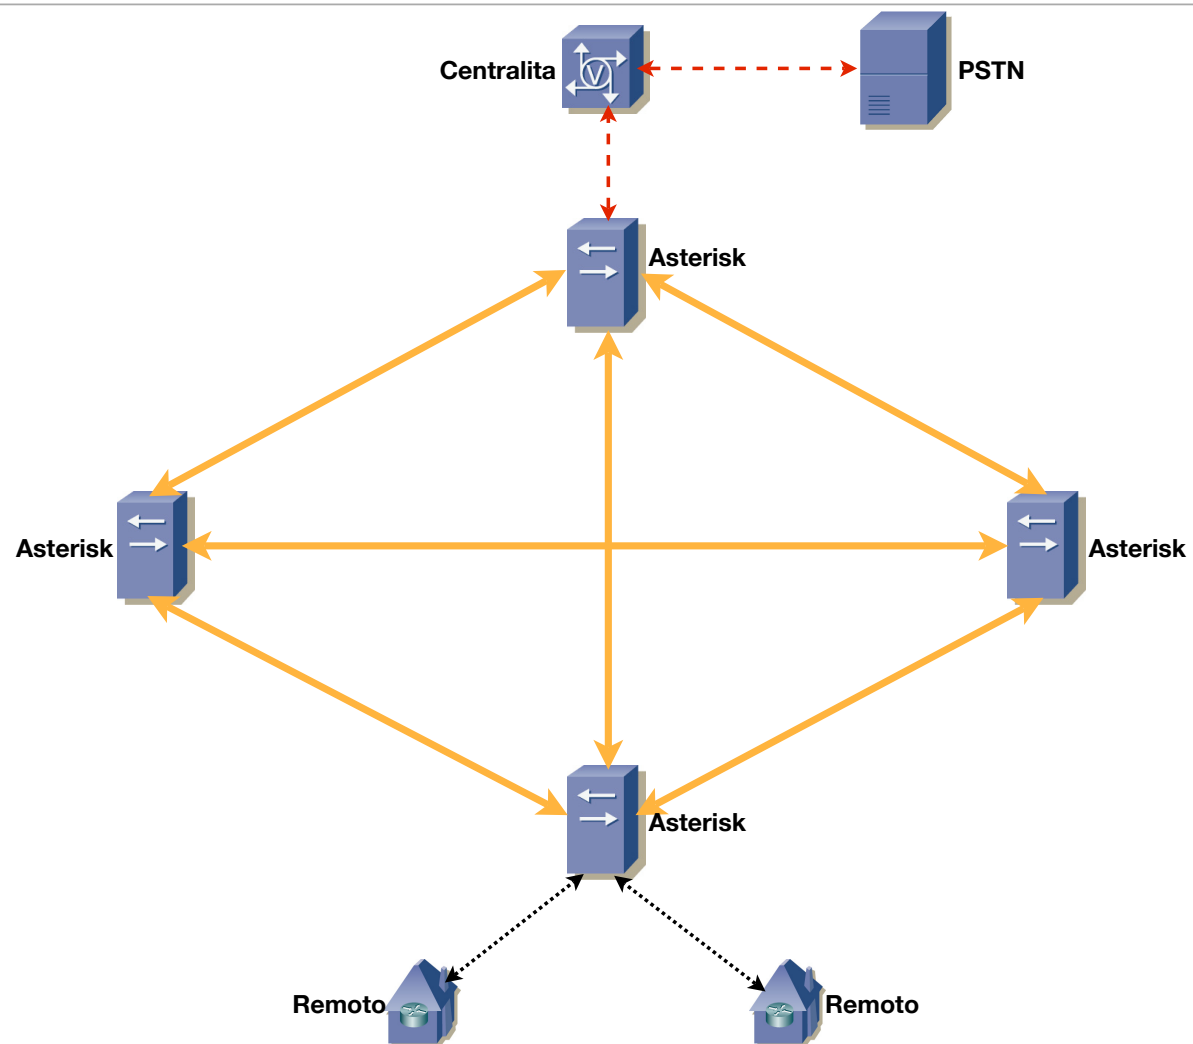 Centralita
PSTN
Asterisk
Asterisk
Asterisk
Asterisk
Remoto
Remoto